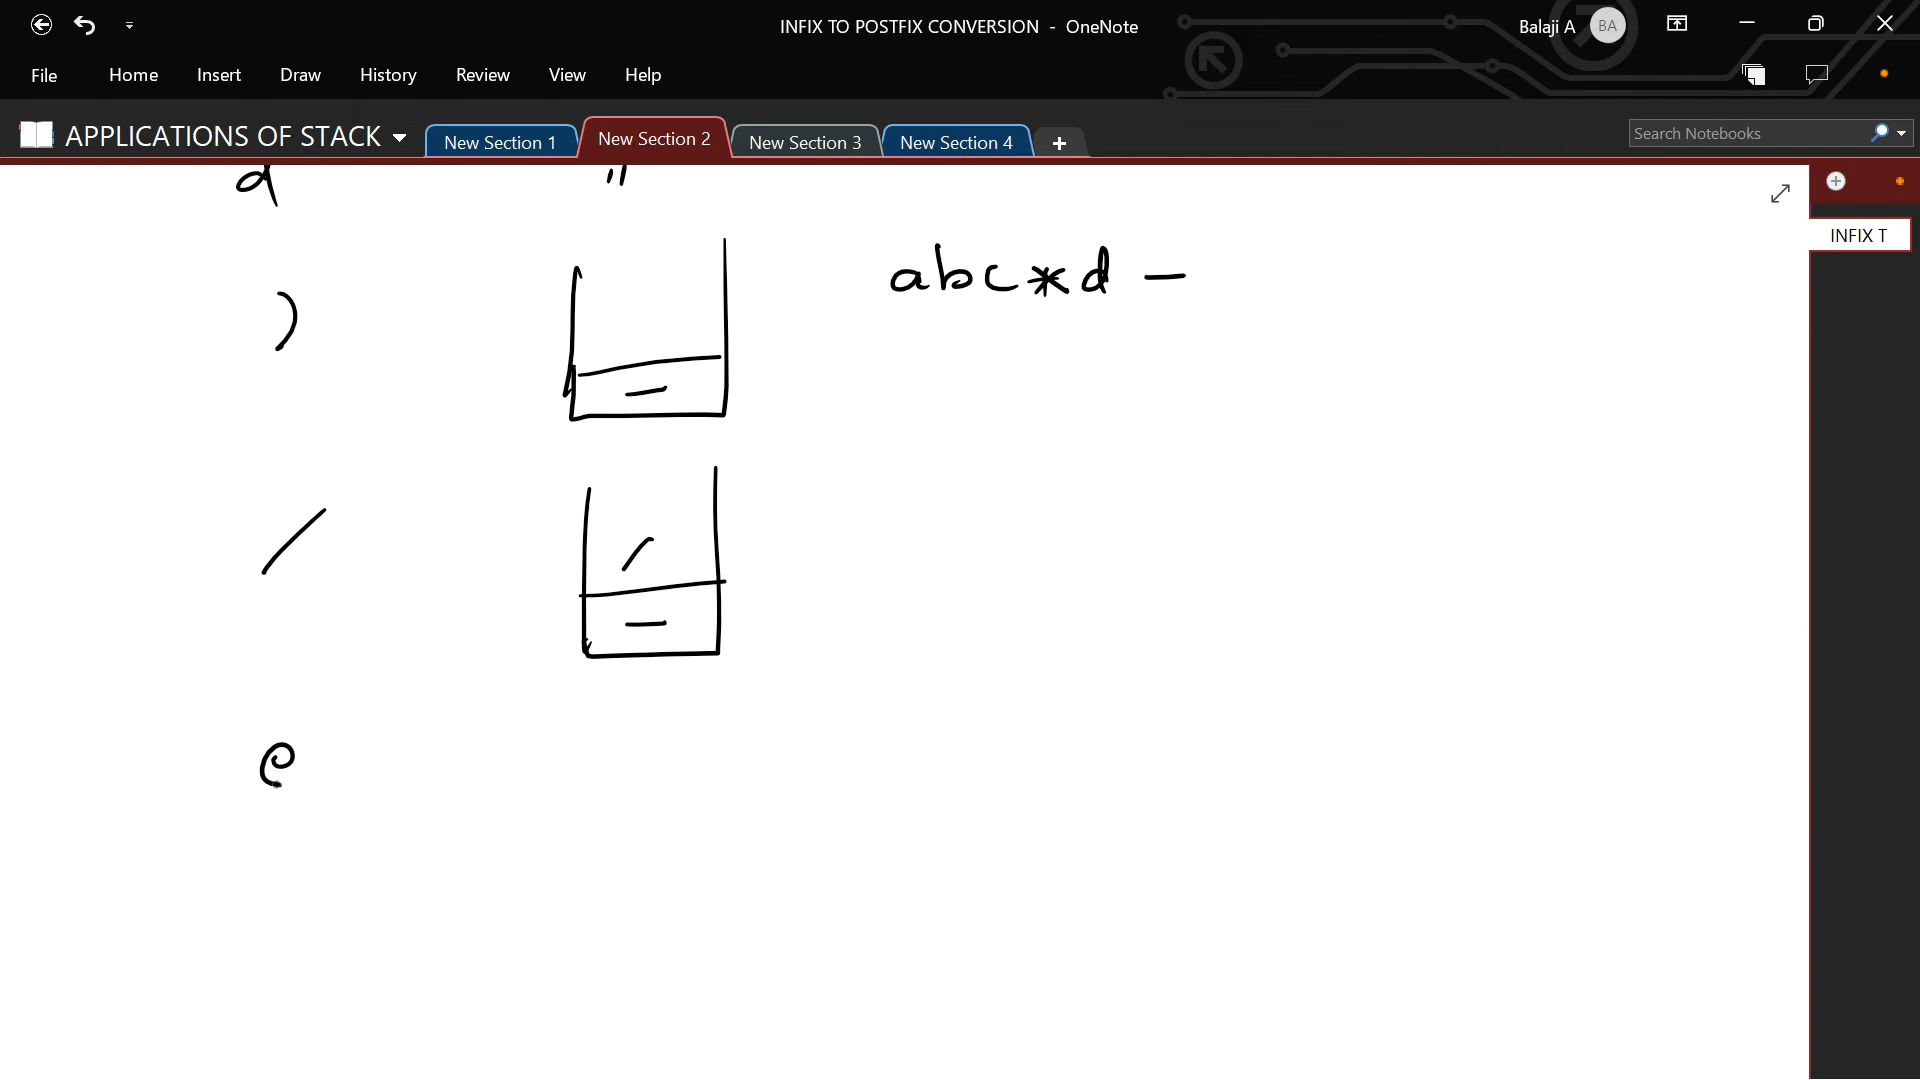 INFIX TO POSTFIX CONVERSION - OneNote
Balaji A BA
File Home Insert Draw History Review View Help
APPLICATIONS OF STACK New Section 1 New Section 2 New Section 3 New Section 4 +
Search Notebooks
INFIX T
d "
) - abc*d -
/ / -
e